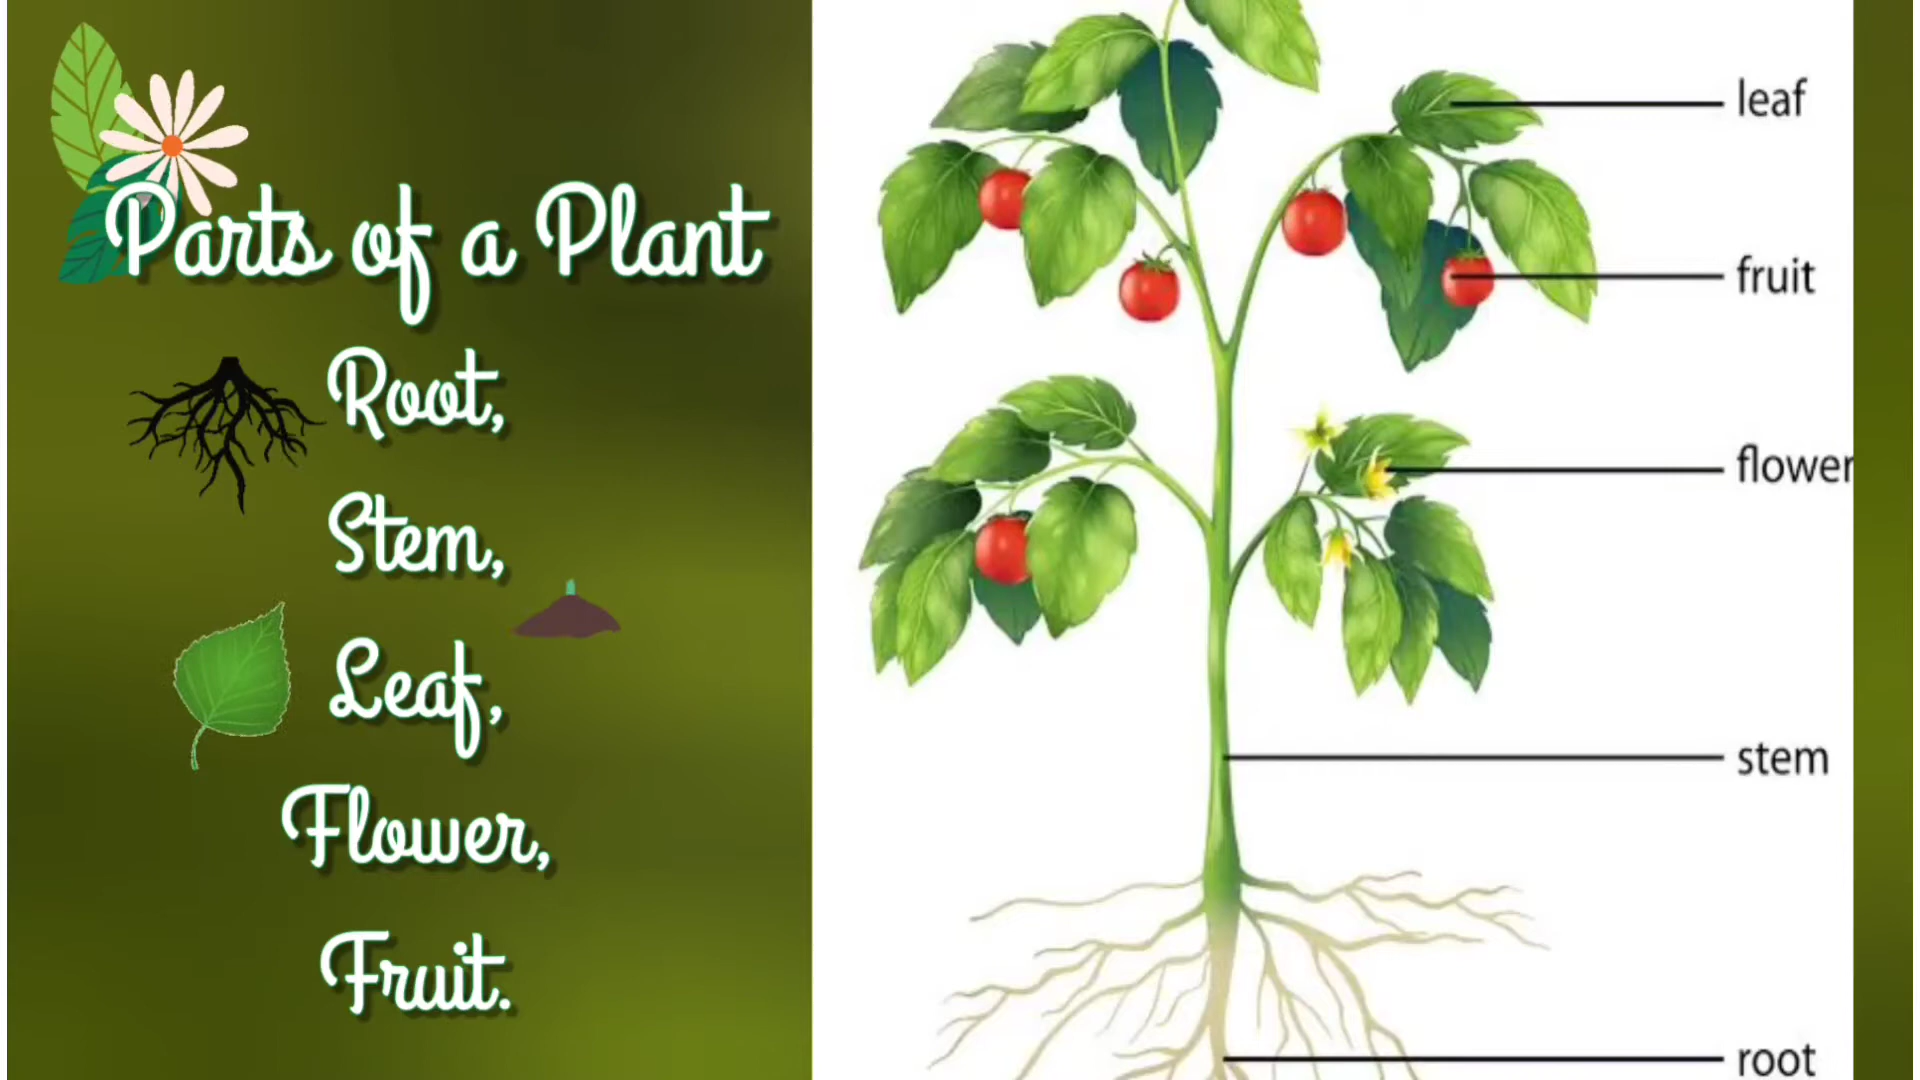 Parts of a Plant
Root,
Stem,
Leaf,
Flower,
Fruit.
leaf
fruit
flower
stem
root